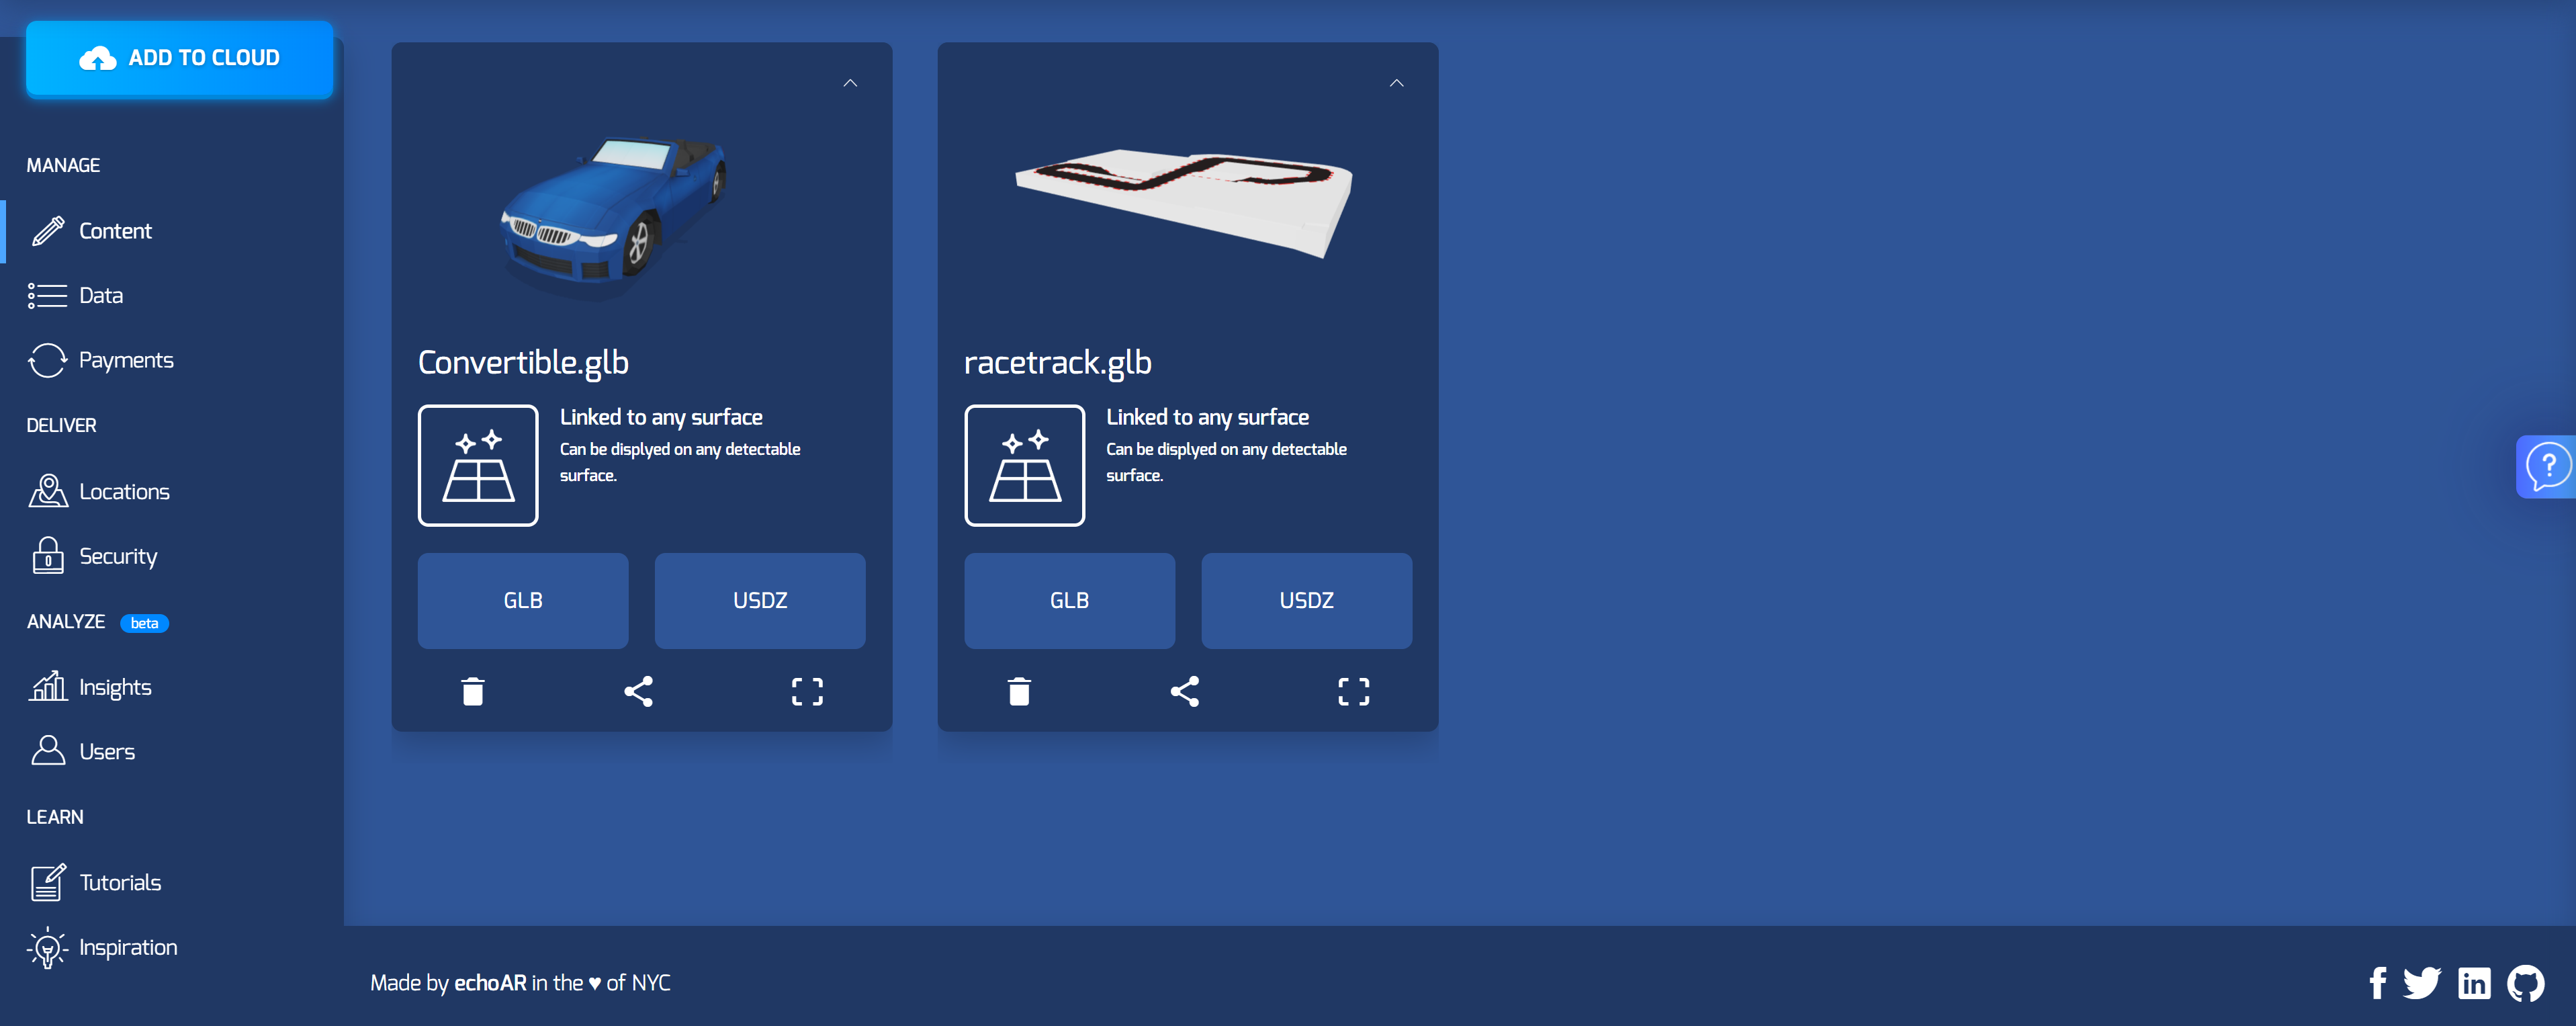 ADD TO CLOUD
MANAGE
Content
Data
Payments
DELIVER
Locations
Security
ANALYZE beta
Insights
Users
LEARN
Tutorials
Inspiration
Convertible.glb
Linked to any surface
Can be displyed on any detectable
surface.
GLB USDZ
racetrack.glb
Linked to any surface
Can be displyed on any detectable
surface.
GLB USDZ
?
Made by echoAR in the ♥ of NYC